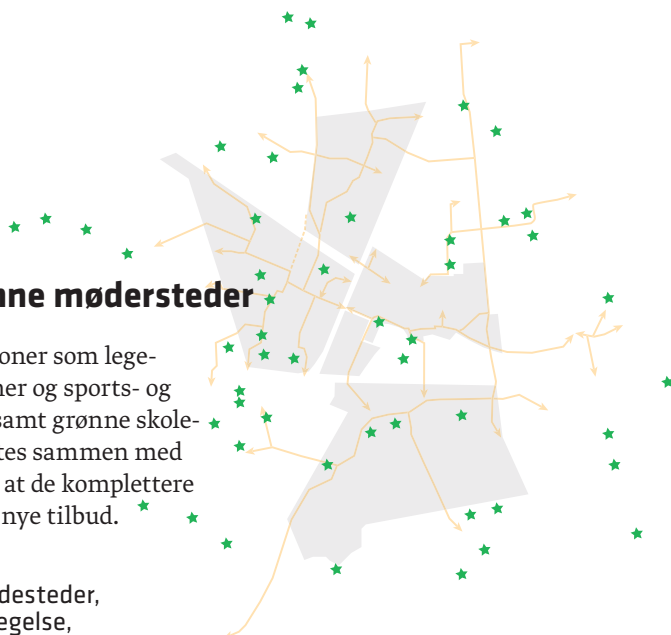 nne mødersteder
oner som lege-
ner og sports- og
samt grønne skole-
tes sammen med
at de komplettere
nye tilbud.
desteder,
egelse,